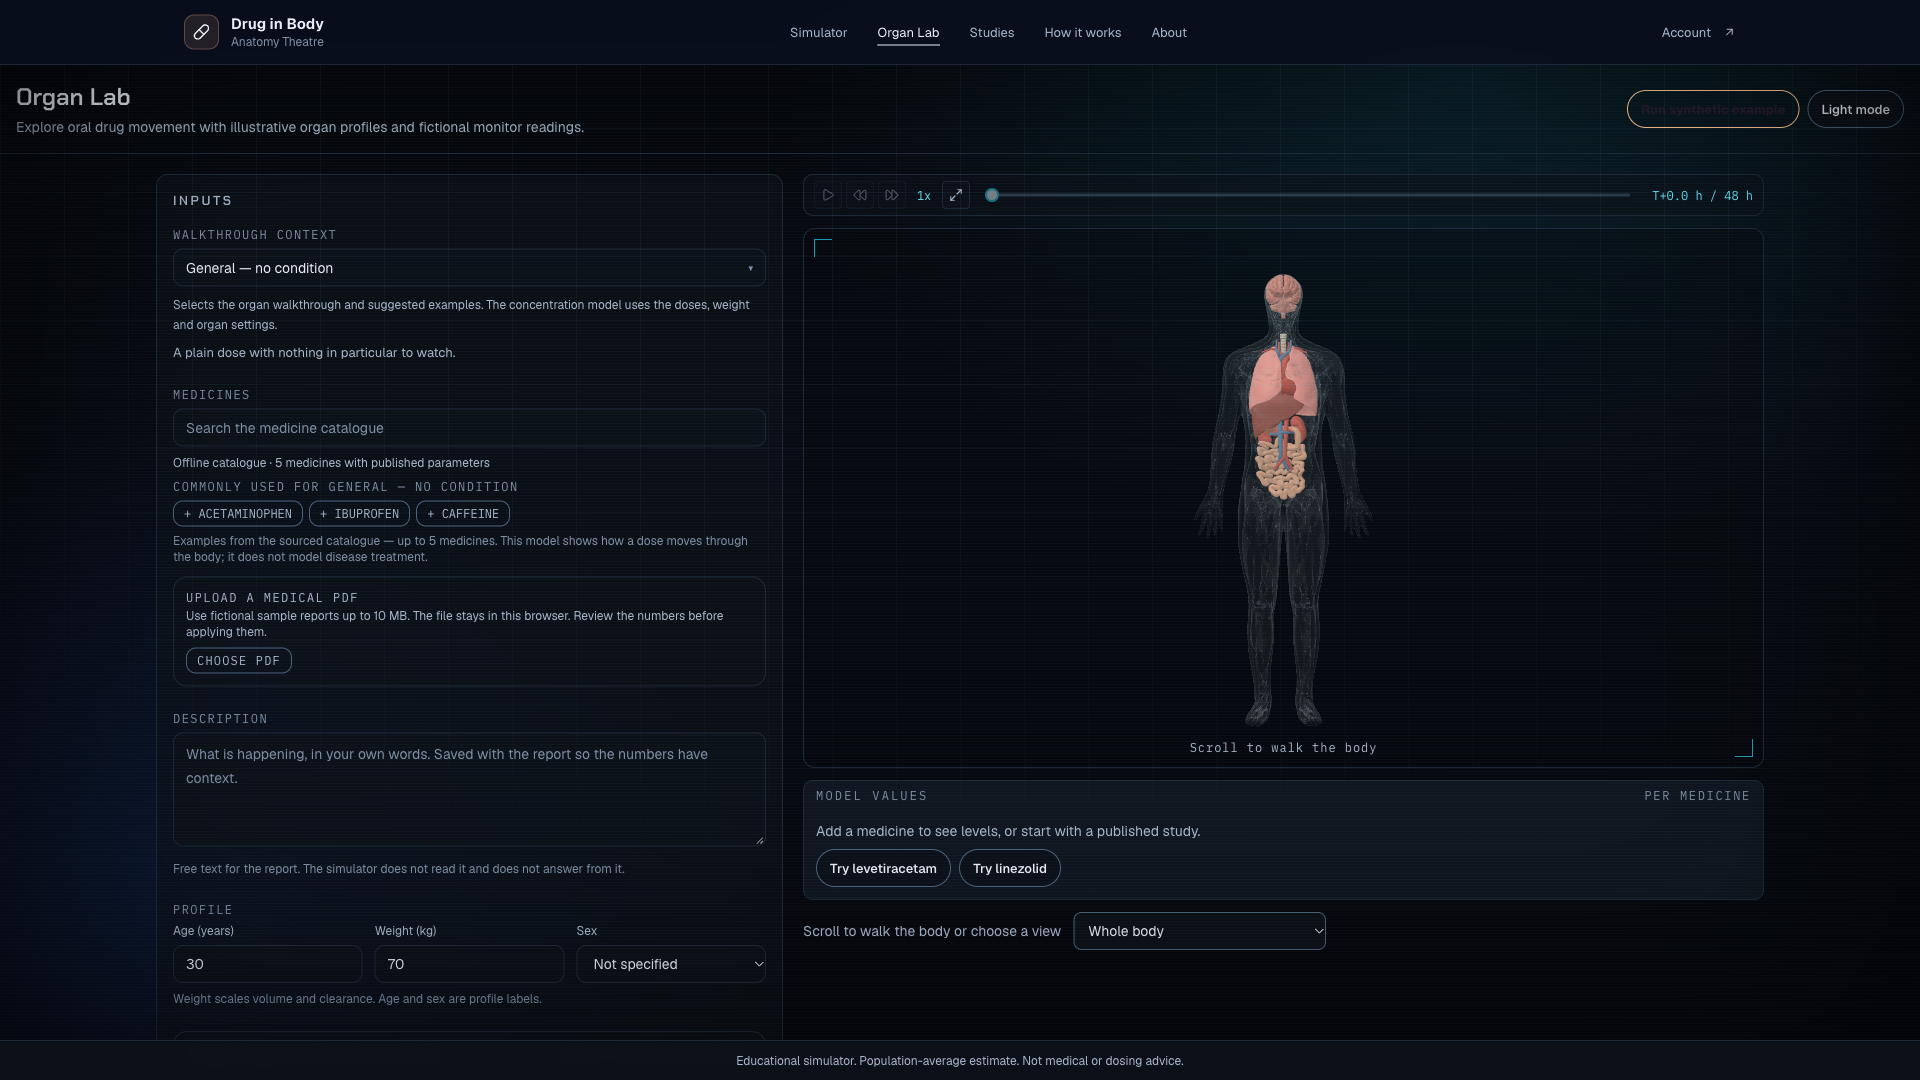 Drug in Body
Anatomy Theatre
Simulator
Organ Lab
Studies
How it works
About
Account
Organ Lab
Explore oral drug movement with illustrative organ profiles and fictional monitor readings.
Run synthetic example
Light mode
INPUTS
WALKTHROUGH CONTEXT
General — no condition
Selects the organ walkthrough and suggested examples. The concentration model uses the doses, weight
and organ settings.
A plain dose with nothing in particular to watch.
MEDICINES
Search the medicine catalogue
Offline catalogue · 5 medicines with published parameters
COMMONLY USED FOR GENERAL — NO CONDITION
+ ACETAMINOPHEN
+ IBUPROFEN
+ CAFFEINE
Examples from the sourced catalogue — up to 5 medicines. This model shows how a dose moves through
the body; it does not model disease treatment.
UPLOAD A MEDICAL PDF
Use fictional sample reports up to 10 MB. The file stays in this browser. Review the numbers before
applying them.
CHOOSE PDF
DESCRIPTION
What is happening, in your own words. Saved with the report so the numbers have
context.
Free text for the report. The simulator does not read it and does not answer from it.
PROFILE
Age (years)
Weight (kg)
Sex
30
70
Not specified
Weight scales volume and clearance. Age and sex are profile labels.
1x
T+0.0 h / 48 h
Scroll to walk the body
MODEL VALUES
PER MEDICINE
Add a medicine to see levels, or start with a published study.
Try levetiracetam
Try linezolid
Scroll to walk the body or choose a view
Whole body
Educational simulator. Population-average estimate. Not medical or dosing advice.